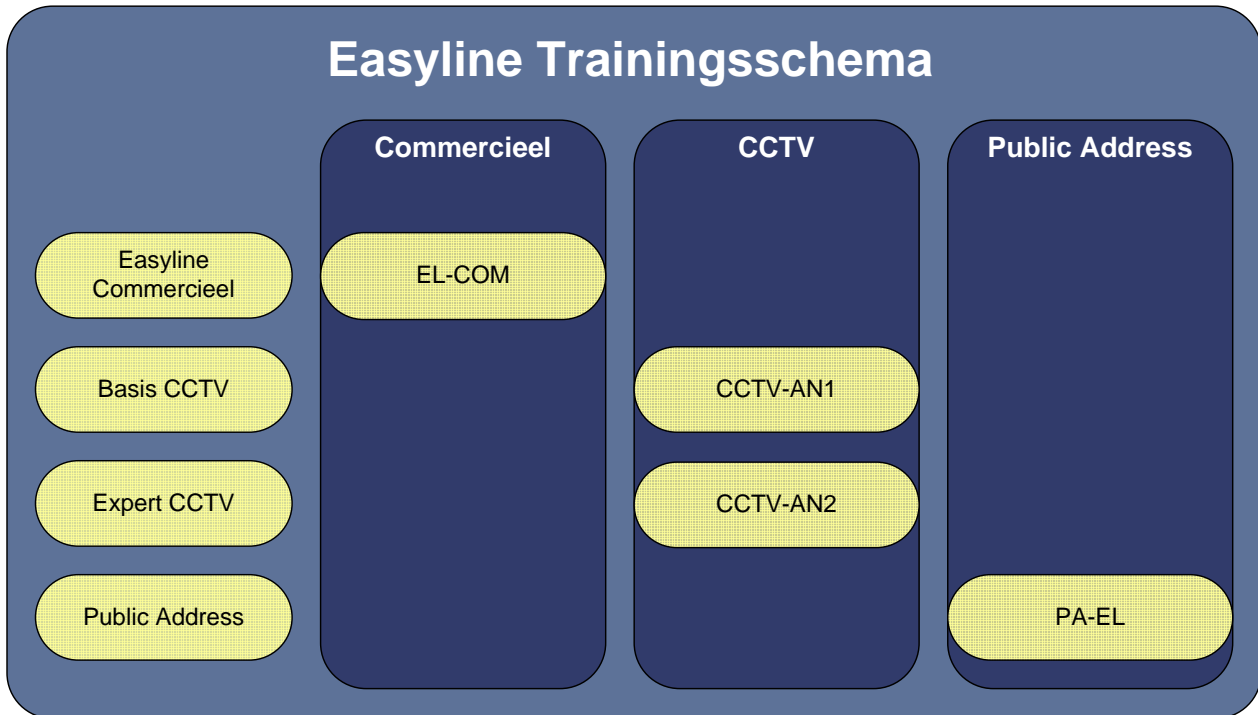 Easyline Trainingsschema
Commercieel
CCTV
Public Address
Easyline
Commercieel
EL-COM
Basis CCTV
CCTV-AN1
Expert CCTV
CCTV-AN2
Public Address
PA-EL